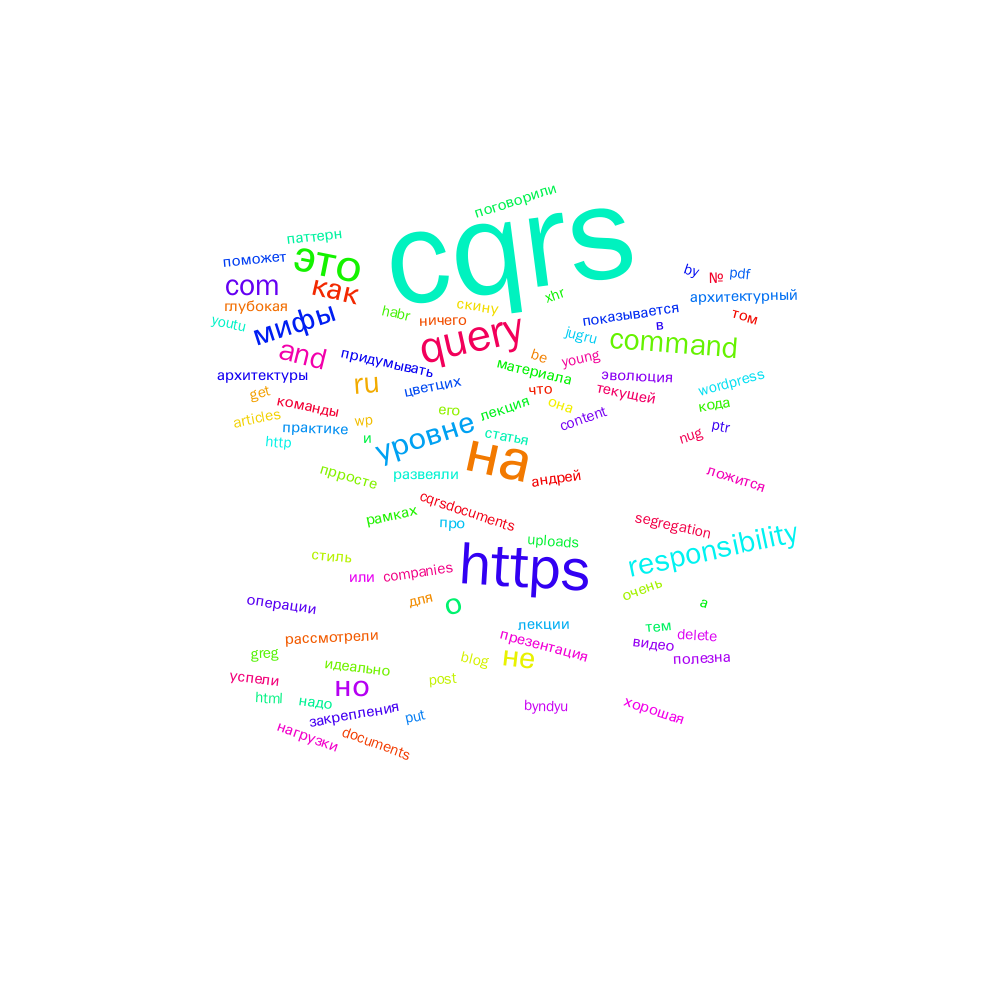 поговорили
cqrs
паттерн
поможет
это
com
как
глубокая
youtu
мифы
habr
скину
ничего
xhr
by
№
pdf
архитектурный
том
показывается
в
jugru
query
command
and
придумывать
be
young
материала
эволюция
wordpress
архитектуры
ru
цветцих
что
текущей
get
команды
articles
wp
его
лекция
она
content
кода
ptr
nug
практике
http
и
уровне
статья
на
прросте
развеяли
андрей
ложится
cqrsdocuments
рамках
про
segregation
uploads
responsibility
стиль
или
companies
https
очень
для
о
а
операции
лекции
тем
delete
рассмотрели
презентация
видео
полезна
greg
идеально
blog
не
успели
но
post
html
надо
закрепления
put
byndyu
хорошая
нагрузки
documents